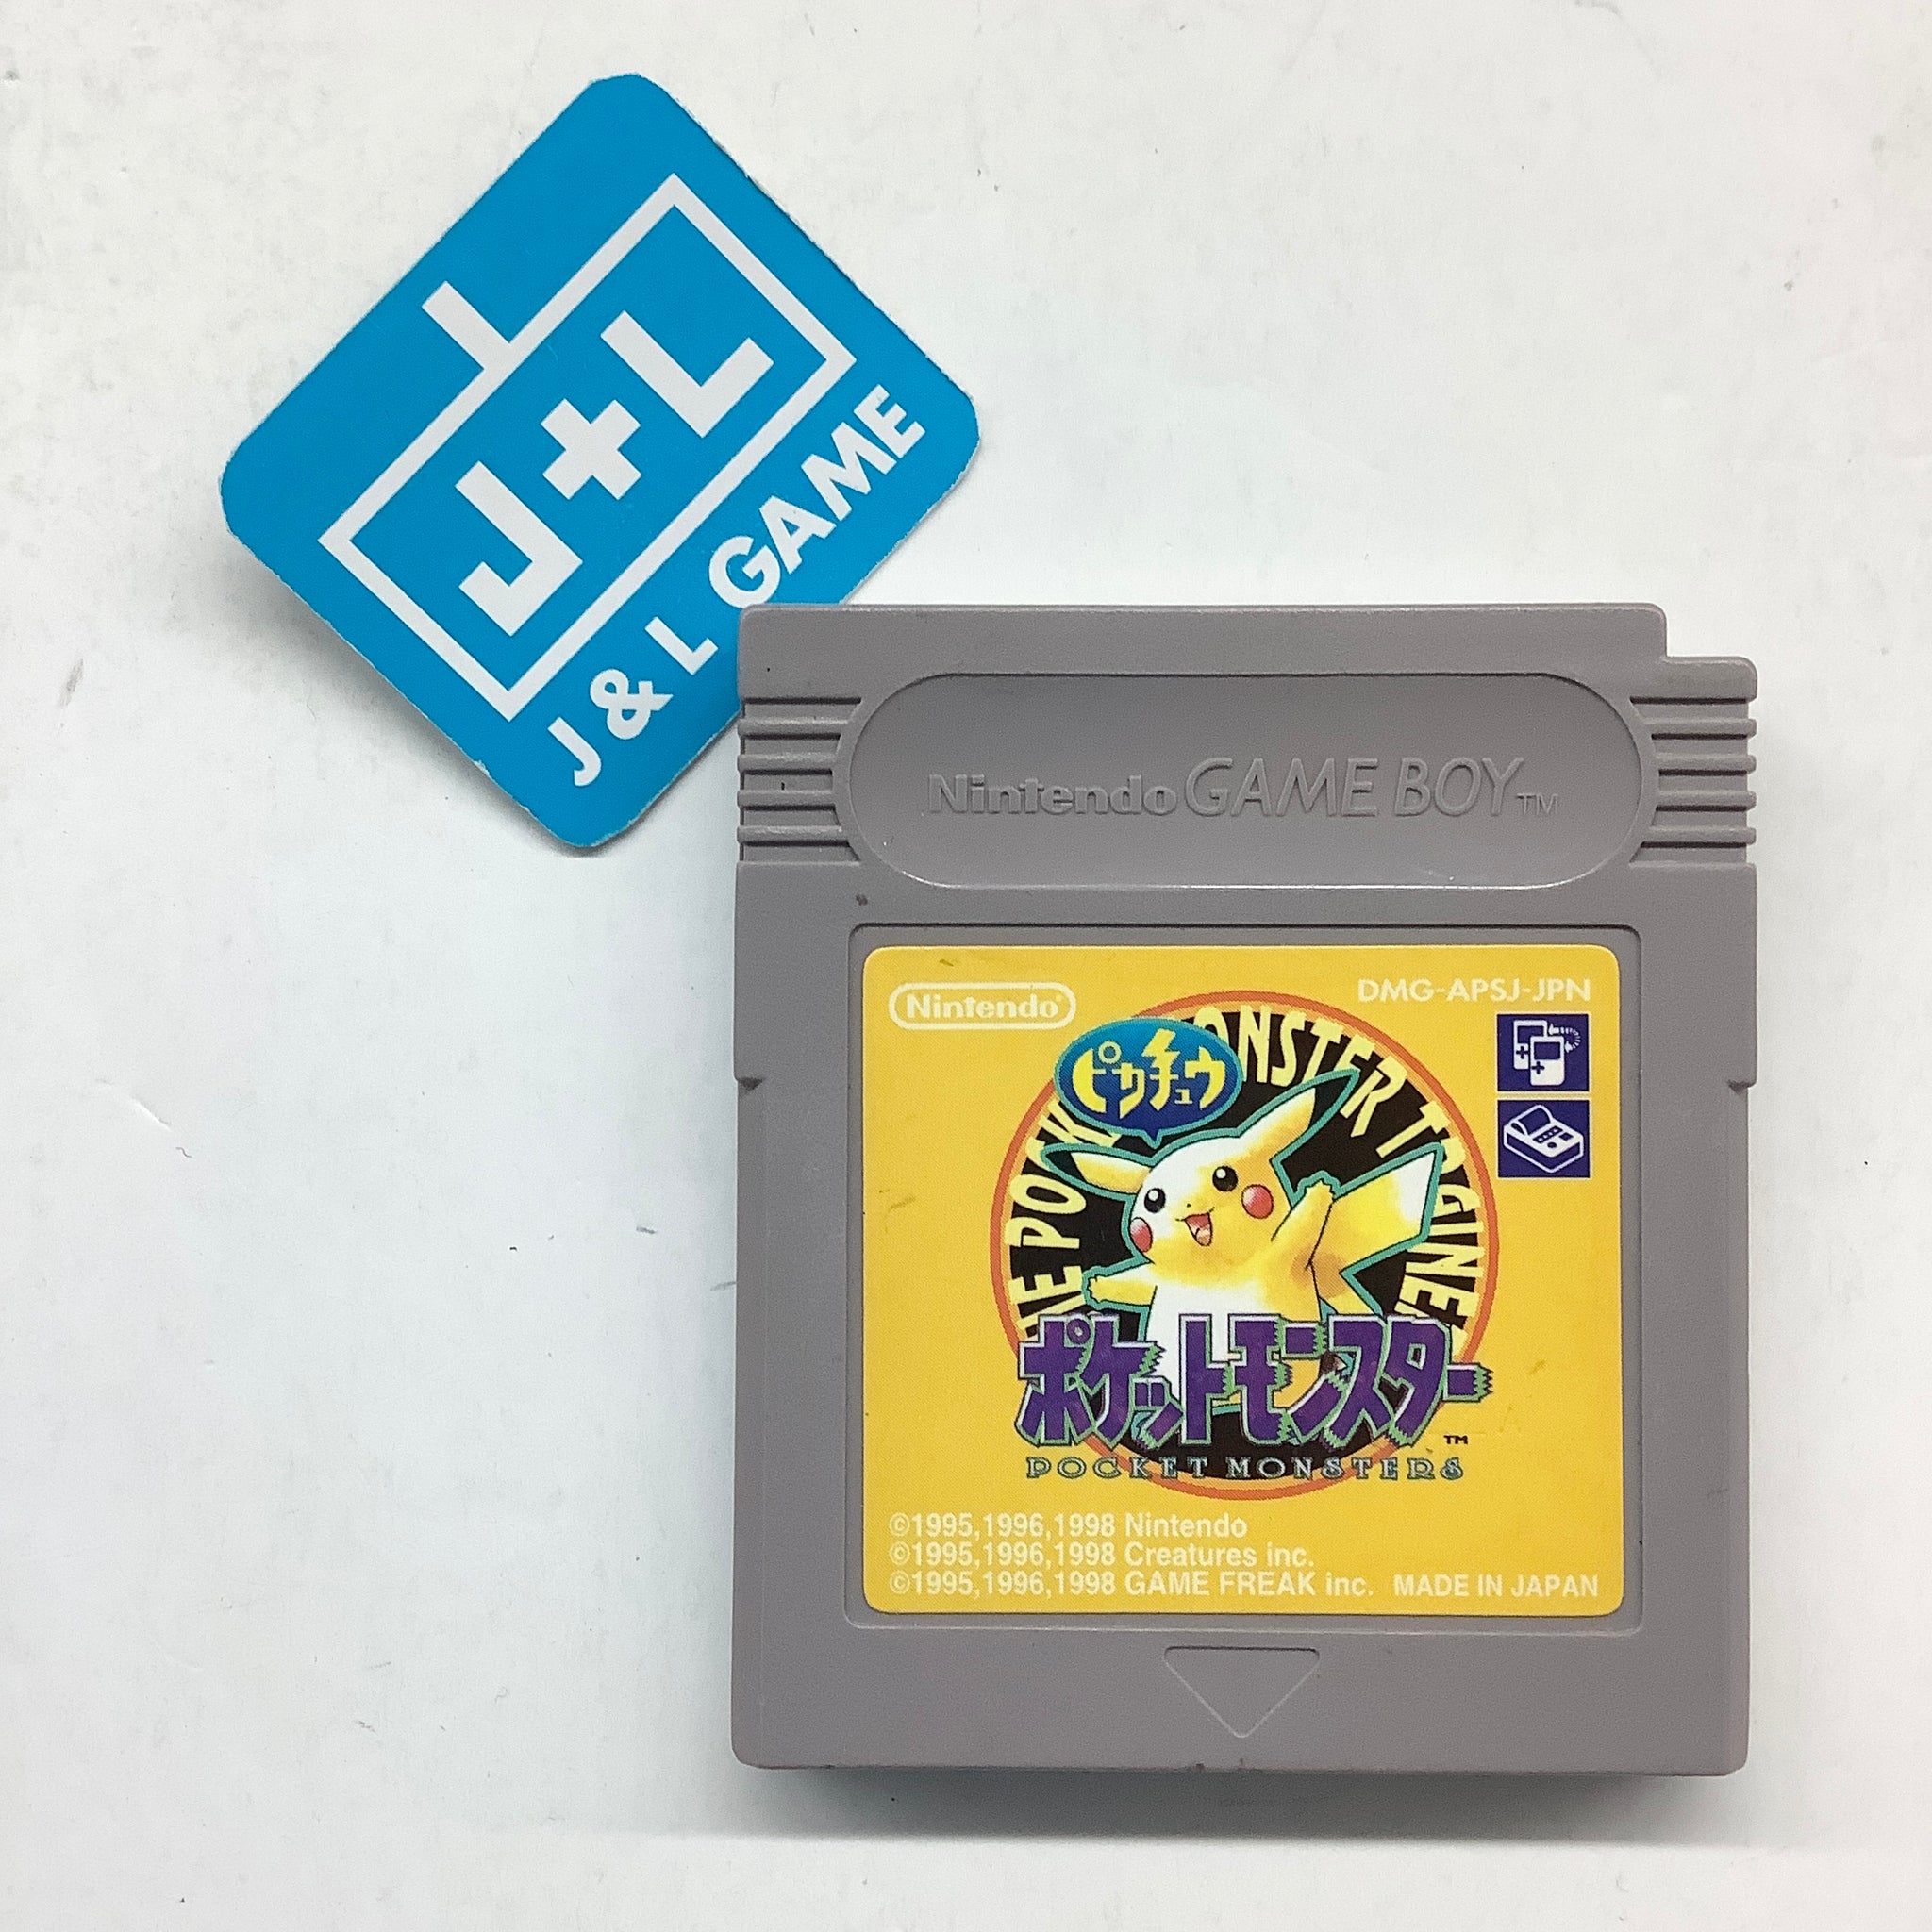 J+L
J & L GAME
Nintendo GAME BOY TM
Nintendo
DMG-APSJ-JPN
ピカチュウ
MONSTER
ポケットモンスター
TM
POCKET MONSTERS
©1995,1996,1998 Nintendo
©1995,1996,1998 Creatures inc.
©1995,1996,1998 GAME FREAK inc. MADE IN JAPAN